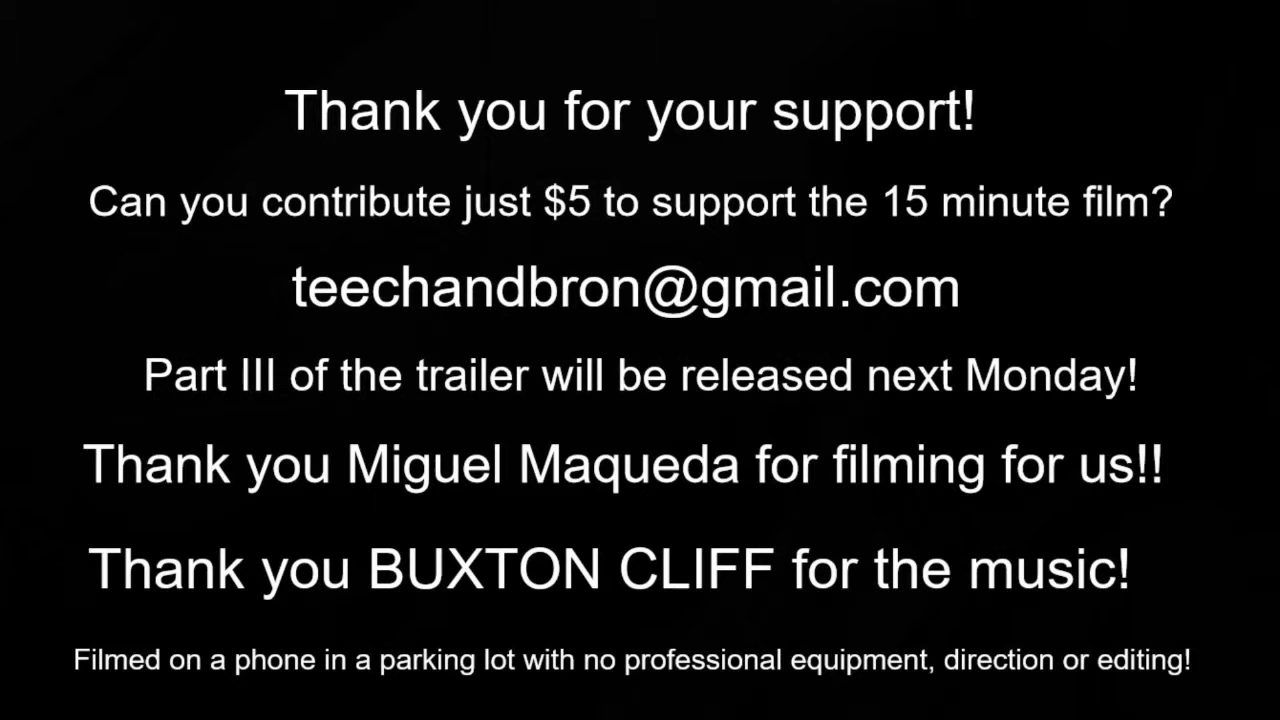 Thank you for your support!
Can you contribute just $5 to support the 15 minute film?
teechandbron@gmail.com
Part III of the trailer will be released next Monday!
Thank you Miguel Maqueda for filming for us!!
Thank you BUXTON CLIFF for the music!
Filmed on a phone in a parking lot with no professional equipment, direction or editing!